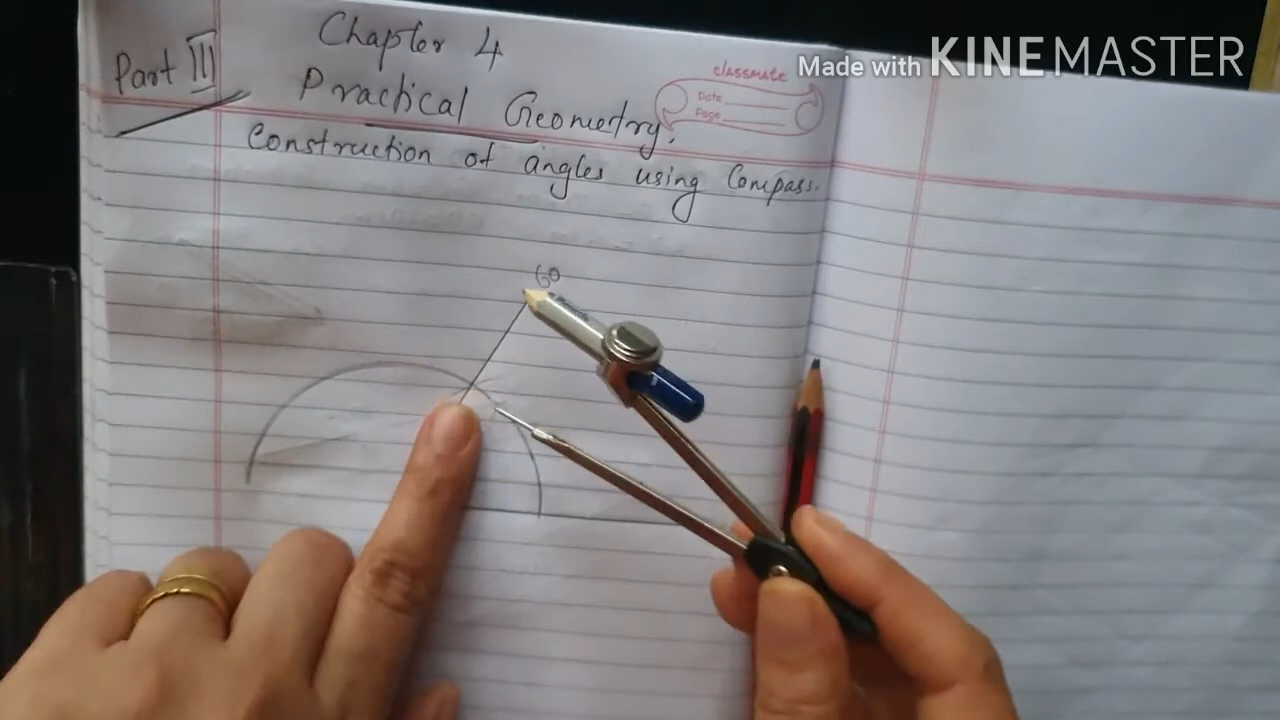 Chapter 4
Part III
Practical Geometry.
Construction of angles using Compass.
classmate
Date
Page
Made with KINEMASTER
60